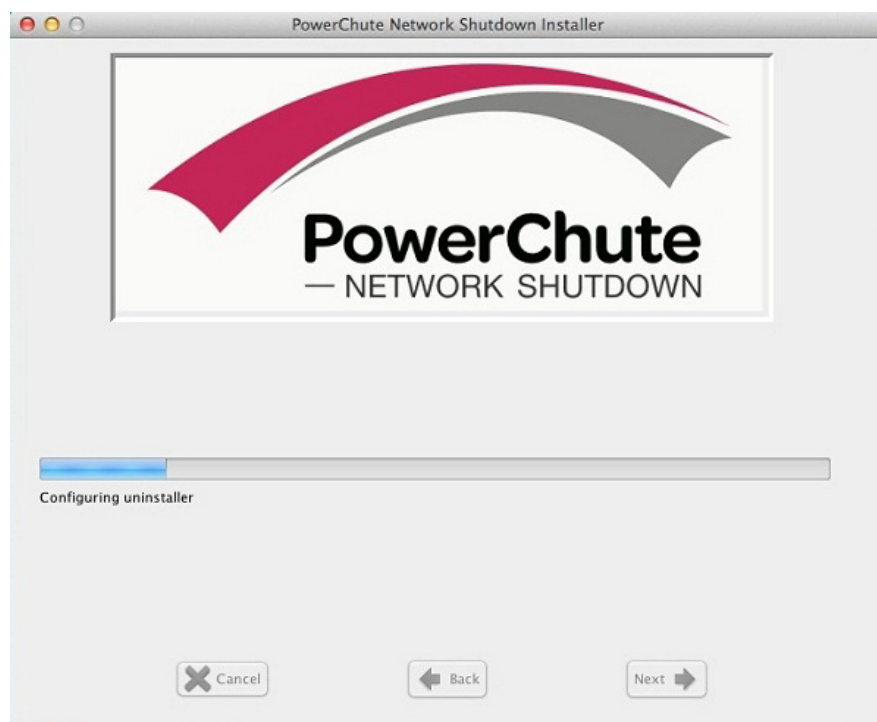 PowerChute Network Shutdown Installer
PowerChute
— NETWORK SHUTDOWN
Configuring uninstaller
Cancel
Back
Next